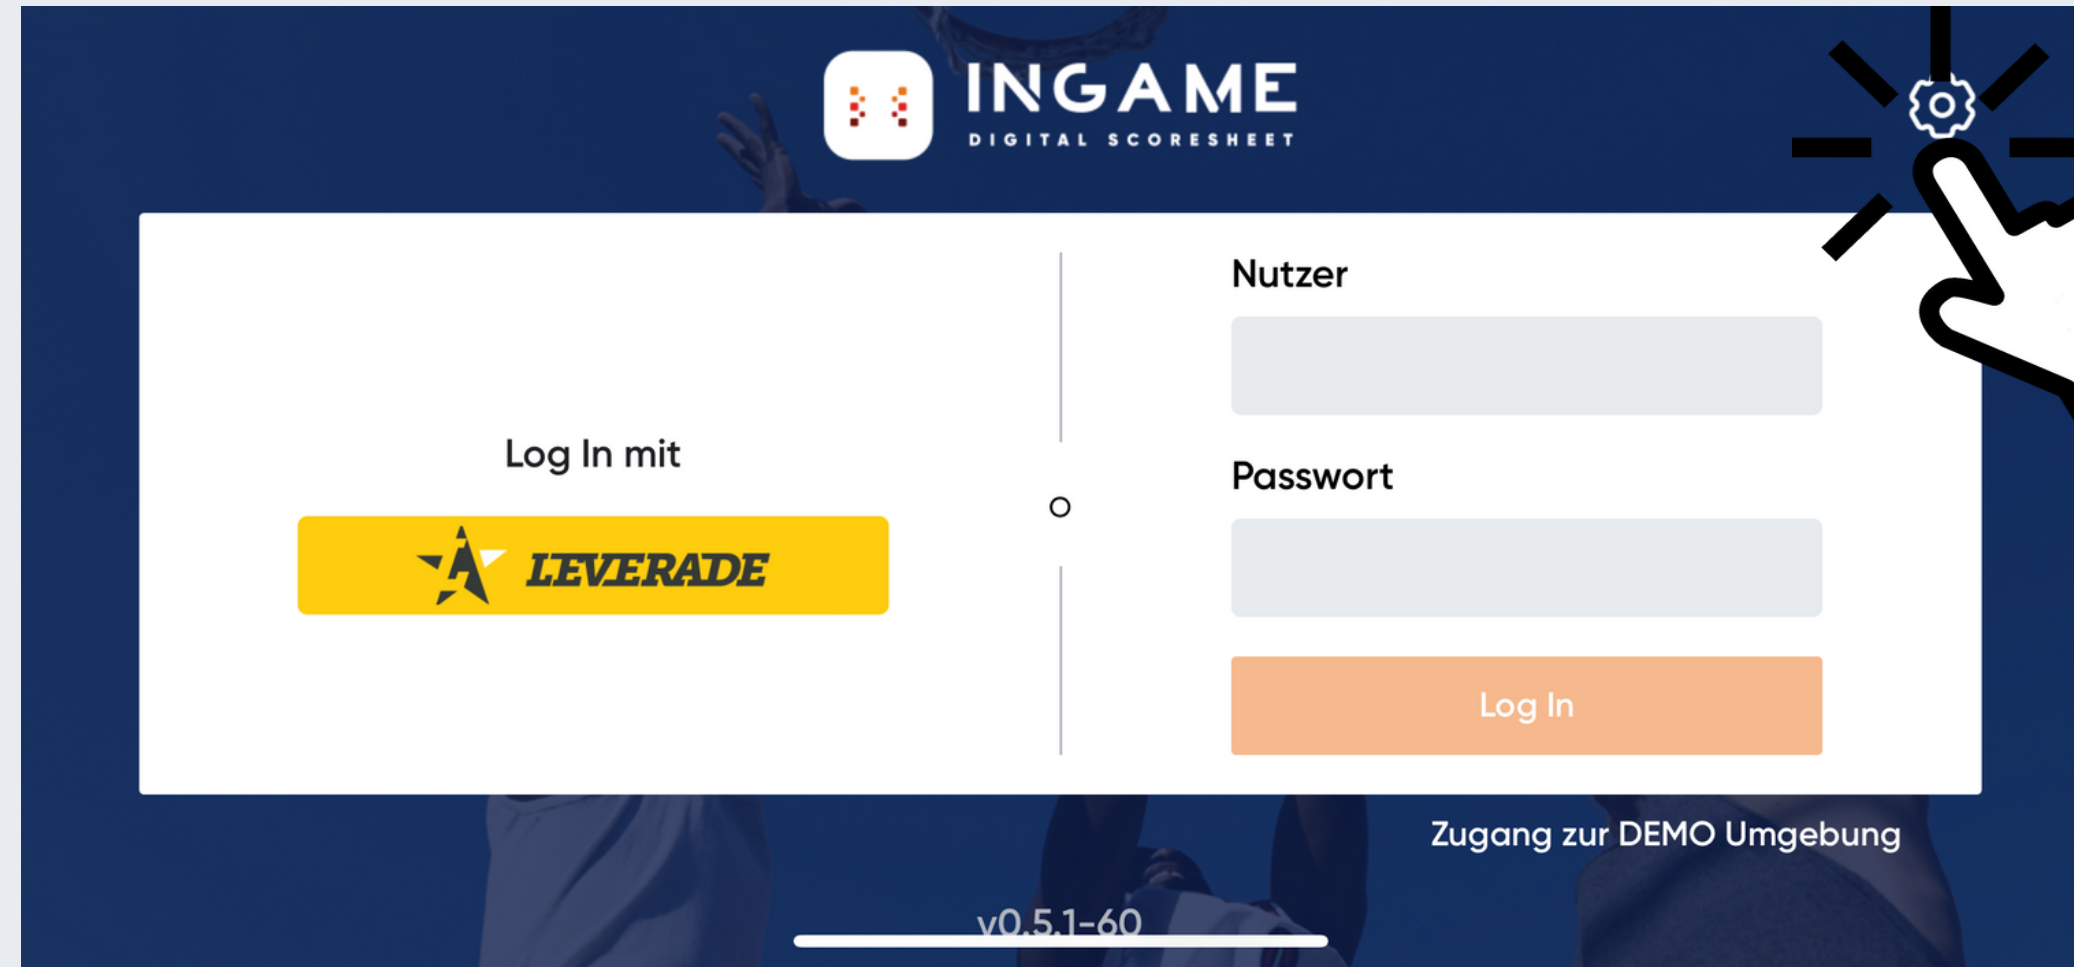 INGAME
DIGITAL SCORESHEET
Log In mit
LEVERADE
o
Nutzer
Passwort
Log In
Zugang zur DEMO Umgebung
v0.5.1-60